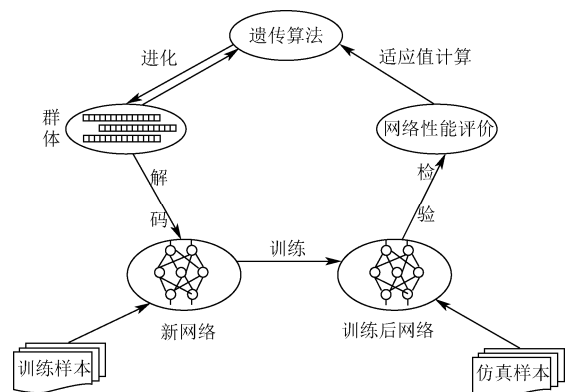 遗传算法
进化
适应值计算
群体
网络性能评价
解码
检验
训练
新网络
训练后网络
训练样本
仿真样本